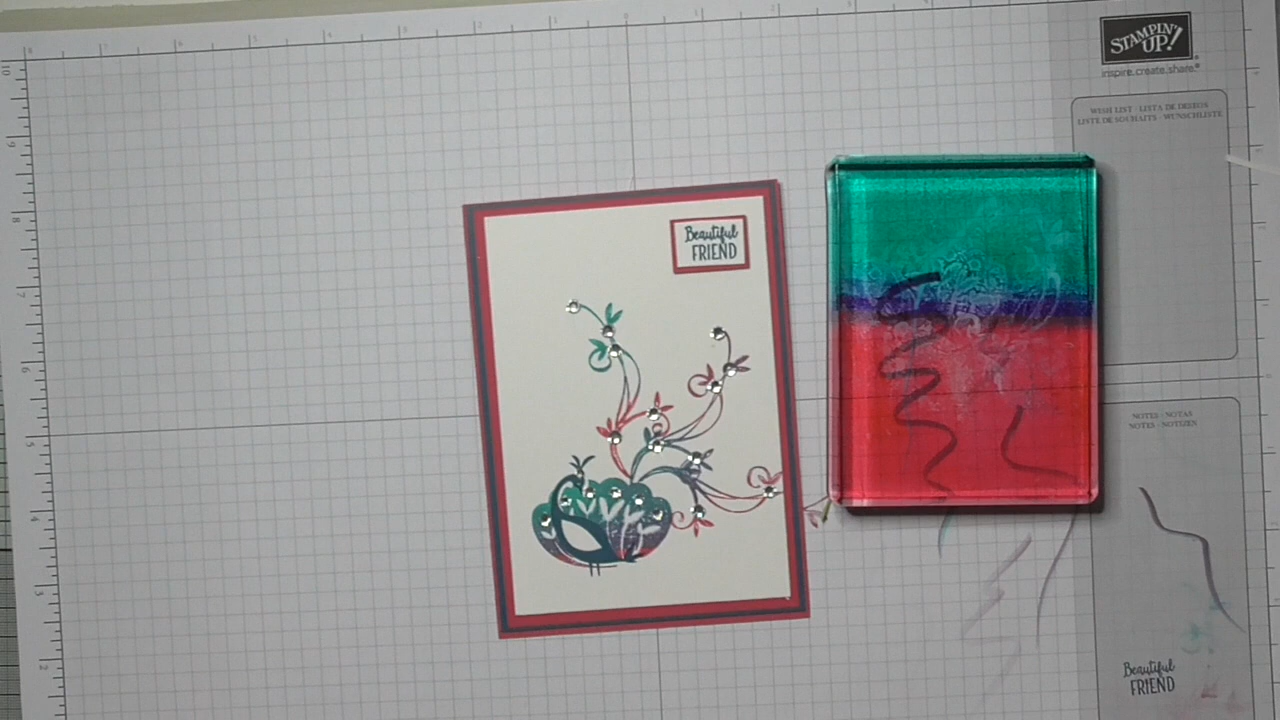 STAMPIN' UP!
inspire.create.share.®
WISH LIST · LISTA DE DESEOS
LISTE DE SOUHAITS · WUNSCHLISTE
Beautiful
FRIEND
NOTES · NOTAS
NOTES · NOTIZEN
Beautiful
FRIEND